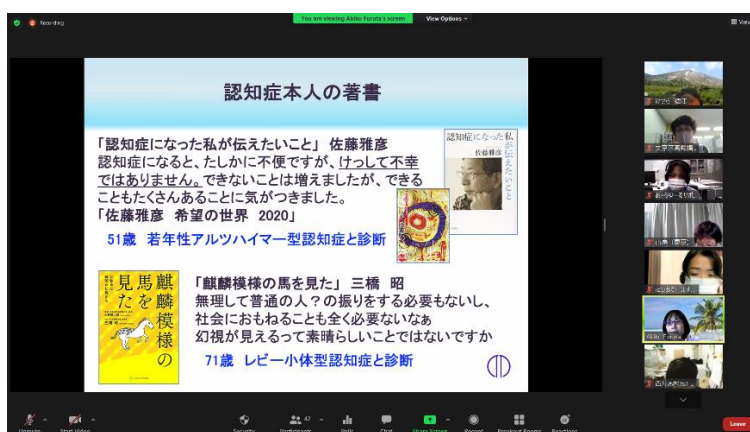 Recording
You are viewing Akiko Furuta's screen
View Options
View
認知症本人の著書
「認知症になった私が伝えたいこと」 佐藤雅彦
認知症になると、たしかに不便ですが、けっして不幸
ではありません。できないことは増えましたが、できる
こともたくさんあることに気がつきました。
「佐藤雅彦 希望の世界 2020」
51歳 若年性アルツハイマー型認知症と診断
認知症になった私
が伝えたいこと
佐藤雅彦
麒麟模様の
馬を
見た
三橋 昭
「麒麟模様の馬を見た」 三橋 昭
無理して普通の人?の振りをする必要もないし、
社会におもねることも全く必要ないなぁ
幻視が見えるって素晴らしいことではないですか
71歳 レビー小体型認知症と診断
Akiko Furuta
Unmute
Start Video
Security
Participants
42
Polls
Chat
Share Screen
Record
Breakout Rooms
Reactions
Leave